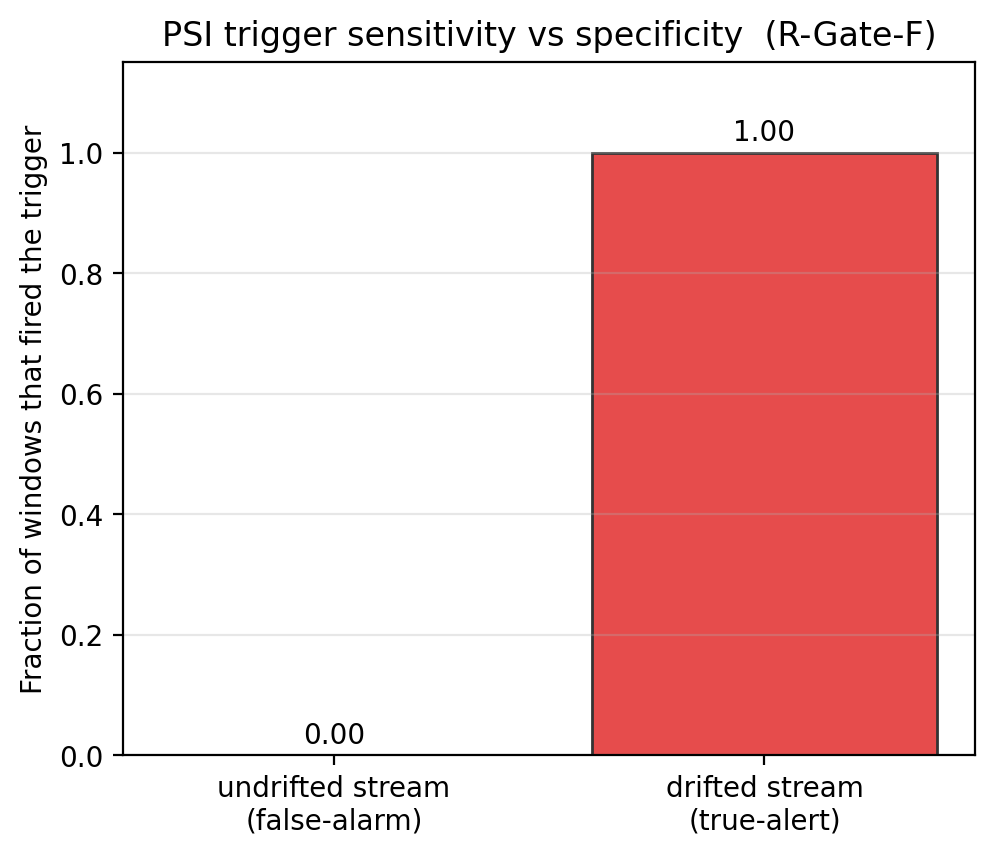 PSI trigger sensitivity vs specificity  (R-Gate-F)
Fraction of windows that fired the trigger
1.0
0.8
0.6
0.4
0.2
0.0
0.00
1.00
undrifted stream
(false-alarm)
drifted stream
(true-alert)